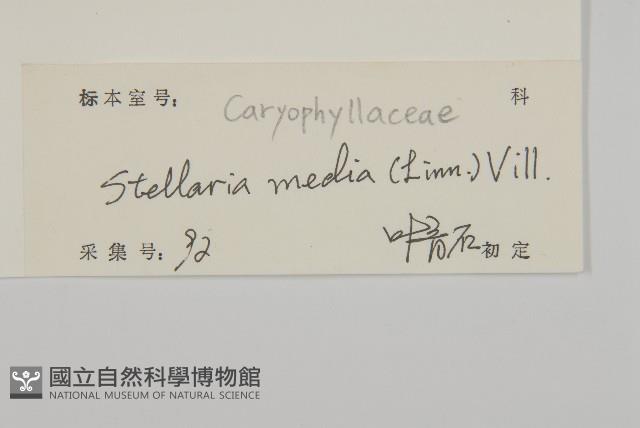 标本室号: Caryophyllaceae 科
Stellaria media (Linn.) Vill.
采集号: 92 石初定
國立自然科學博物館
NATIONAL MUSEUM OF NATURAL SCIENCE